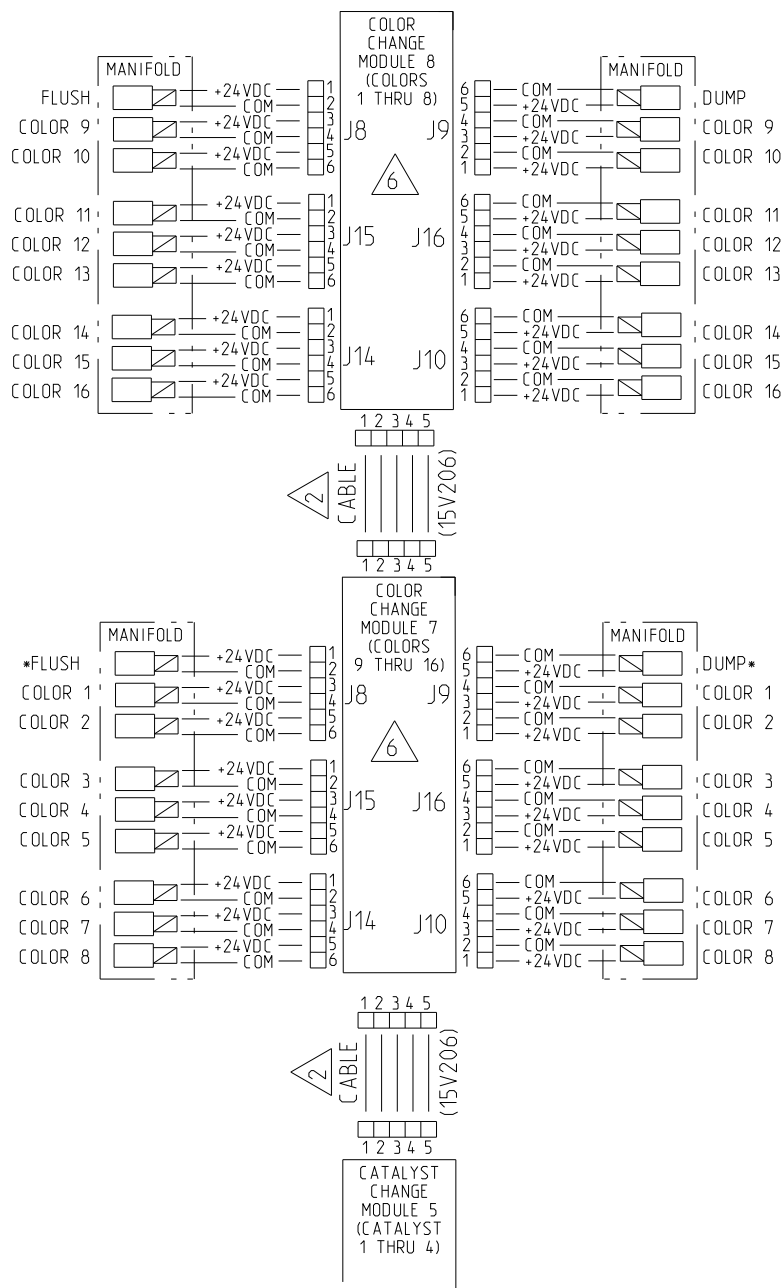 COLOR
CHANGE
MODULE 8
(COLORS
1 THRU 8)
MANIFOLD
MANIFOLD
FLUSH +24VDC 1 6 COM DUMP
COM 2 5 +24VDC
COLOR 9 +24VDC 3 J8 J9 4 COM COLOR 9
COM 4 3 +24VDC
COLOR 10 +24VDC 5 2 COM COLOR 10
COM 6 1 +24VDC
6
COLOR 11 +24VDC 1 6 COM COLOR 11
COM 2 5 +24VDC
COLOR 12 +24VDC 3 J15 J16 4 COM COLOR 12
COM 4 3 +24VDC
COLOR 13 +24VDC 5 2 COM COLOR 13
COM 6 1 +24VDC
COLOR 14 +24VDC 1 6 COM COLOR 14
COM 2 5 +24VDC
COLOR 15 +24VDC 3 J14 J10 4 COM COLOR 15
COM 4 3 +24VDC
COLOR 16 +24VDC 5 2 COM COLOR 16
COM 6 1 +24VDC
1 2 3 4 5
2
CABLE
(15V206)
1 2 3 4 5
COLOR
CHANGE
MODULE 7
(COLORS
9 THRU 16)
MANIFOLD
MANIFOLD
*FLUSH +24VDC 1 6 COM DUMP*
COM 2 5 +24VDC
COLOR 1 +24VDC 3 J8 J9 4 COM COLOR 1
COM 4 3 +24VDC
COLOR 2 +24VDC 5 2 COM COLOR 2
COM 6 1 +24VDC
6
COLOR 3 +24VDC 1 6 COM COLOR 3
COM 2 5 +24VDC
COLOR 4 +24VDC 3 J15 J16 4 COM COLOR 4
COM 4 3 +24VDC
COLOR 5 +24VDC 5 2 COM COLOR 5
COM 6 1 +24VDC
COLOR 6 +24VDC 1 6 COM COLOR 6
COM 2 5 +24VDC
COLOR 7 +24VDC 3 J14 J10 4 COM COLOR 7
COM 4 3 +24VDC
COLOR 8 +24VDC 5 2 COM COLOR 8
COM 6 1 +24VDC
1 2 3 4 5
2
CABLE
(15V206)
1 2 3 4 5
CATALYST
CHANGE
MODULE 5
(CATALYST
1 THRU 4)